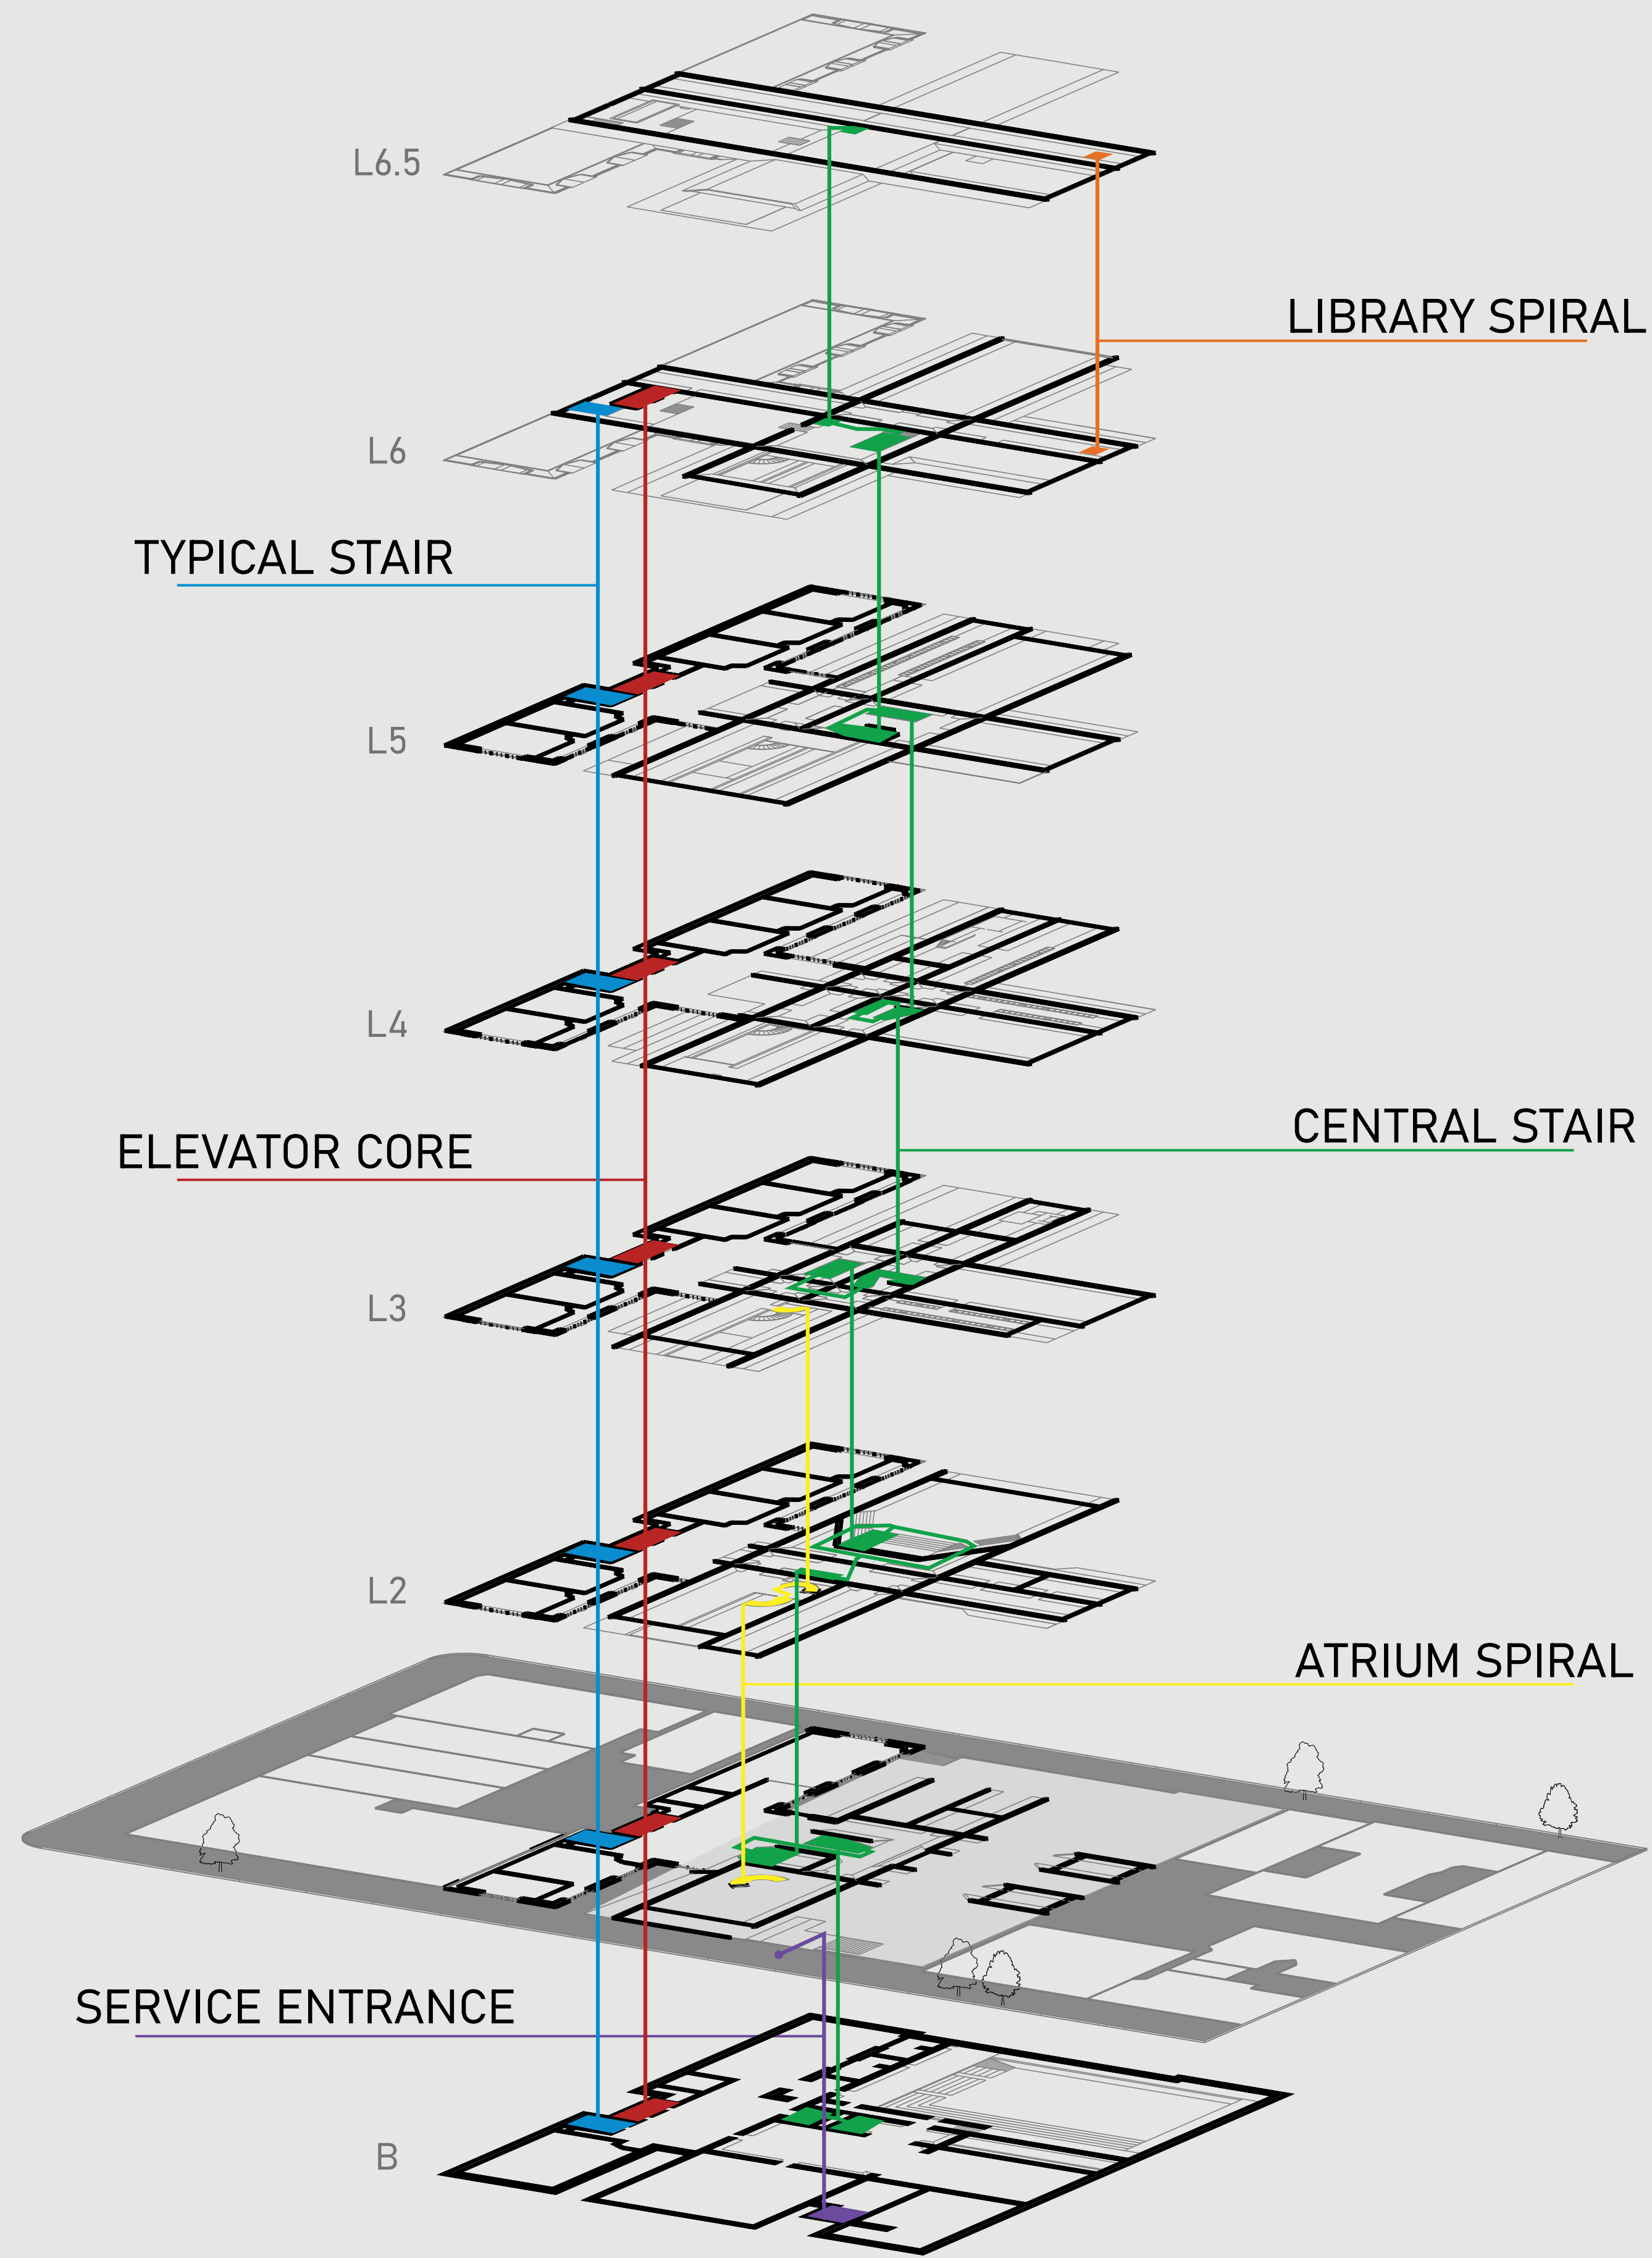 L6.5
LIBRARY SPIRAL
L6
TYPICAL STAIR
L5
L4
CENTRAL STAIR
ELEVATOR CORE
L3
L2
ATRIUM SPIRAL
SERVICE ENTRANCE
B